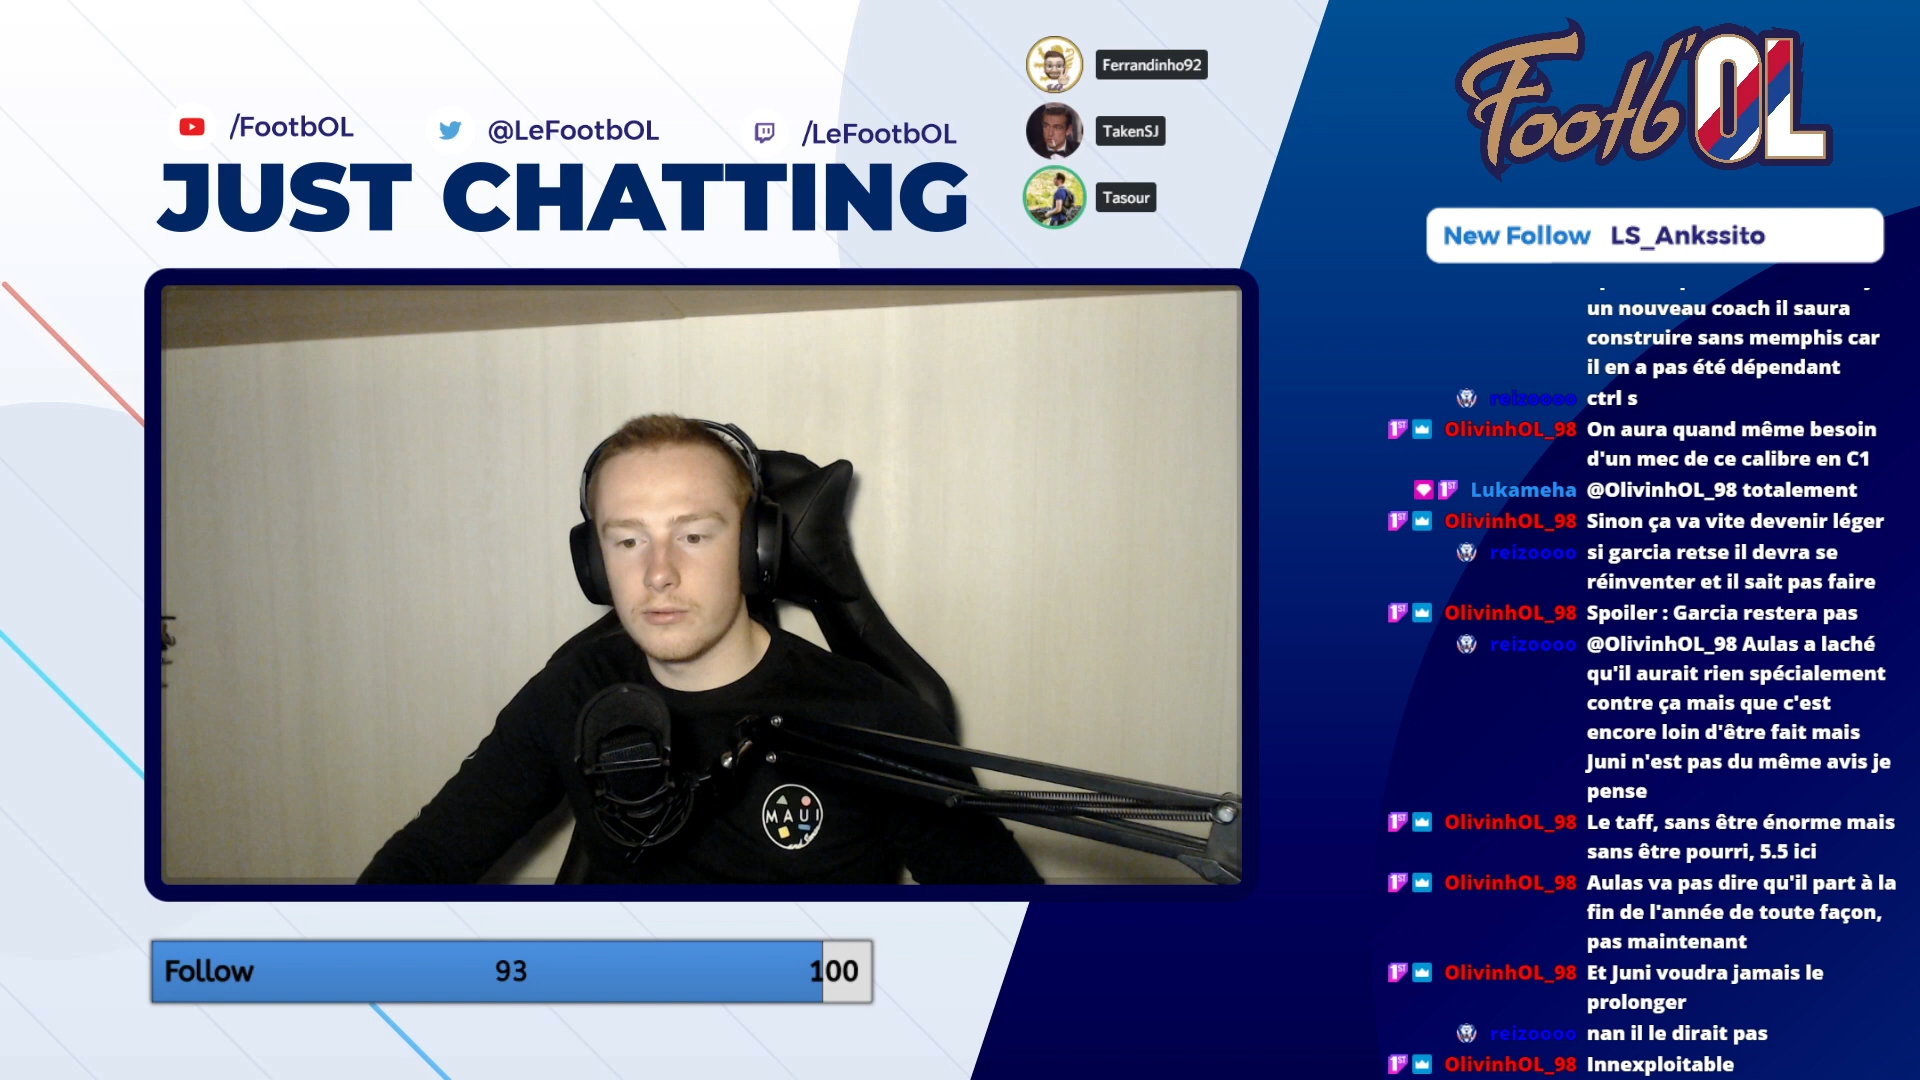 /FootbOL
@LeFootbOL
/LeFootbOL
JUST CHATTING
Ferrandinho92
TakenSJ
Tasour
MAUI
Follow 93 100
Footb'OL
New Follow LS_Ankssito
un nouveau coach il saura
construire sans memphis car
il en a pas été dépendant
reizoooo ctrl s
OlivinhOL_98 On aura quand même besoin
d'un mec de ce calibre en C1
Lukameha @OlivinhOL_98 totalement
OlivinhOL_98 Sinon ça va vite devenir léger
reizoooo si garcia retse il devra se
réinventer et il sait pas faire
OlivinhOL_98 Spoiler : Garcia restera pas
reizoooo @OlivinhOL_98 Aulas a laché
qu'il aurait rien spécialement
contre ça mais que c'est
encore loin d'être fait mais
Juni n'est pas du même avis je
pense
OlivinhOL_98 Le taff, sans être énorme mais
sans être pourri, 5.5 ici
OlivinhOL_98 Aulas va pas dire qu'il part à la
fin de l'année de toute façon,
pas maintenant
OlivinhOL_98 Et Juni voudra jamais le
prolonger
reizoooo nan il le dirait pas
OlivinhOL_98 Innexploitable